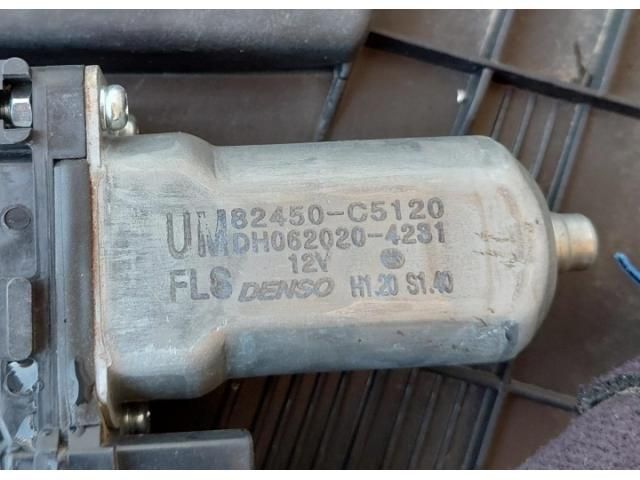 UM 82450-C5120
DH062020-4231
12V
FLS DENSO H1.20 S1.40